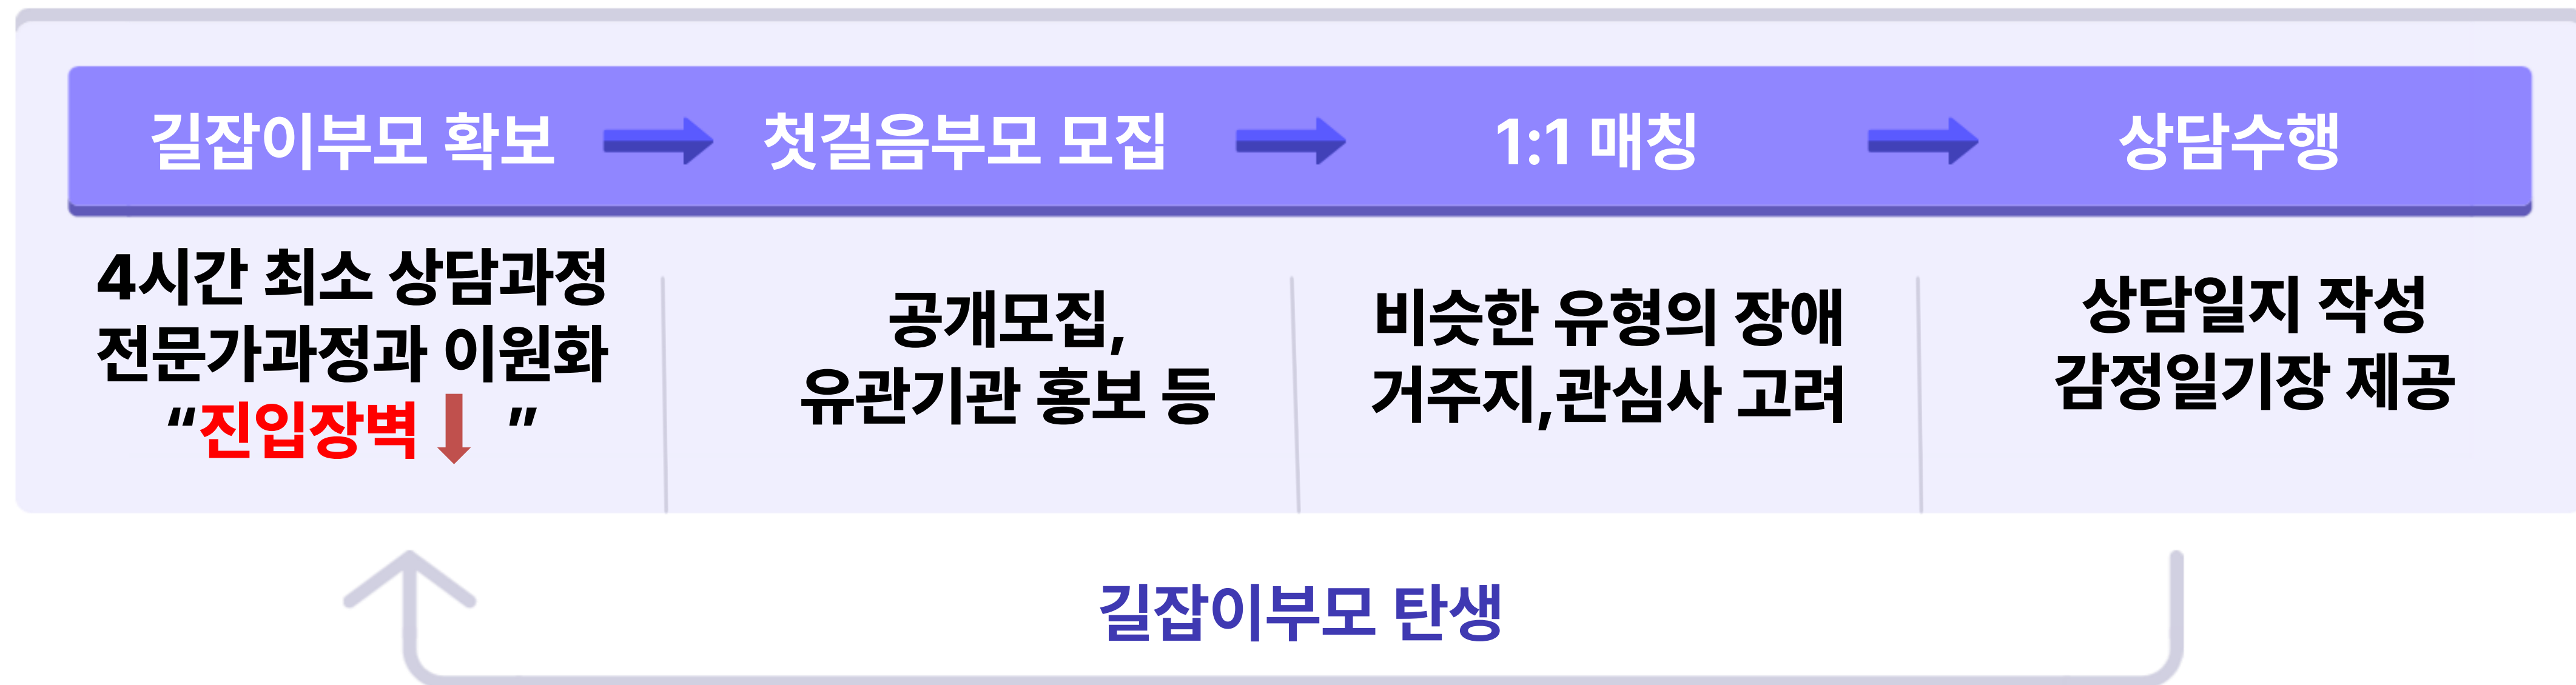 길잡이부모 확보
첫걸음부모 모집
1:1 매칭
상담수행
4시간 최소 상담과정
전문가과정과 이원화
“진입장벽 ”
공개모집,
유관기관 홍보 등
비슷한 유형의 장애
거주지,관심사 고려
상담일지 작성
감정일기장 제공
길잡이부모 탄생